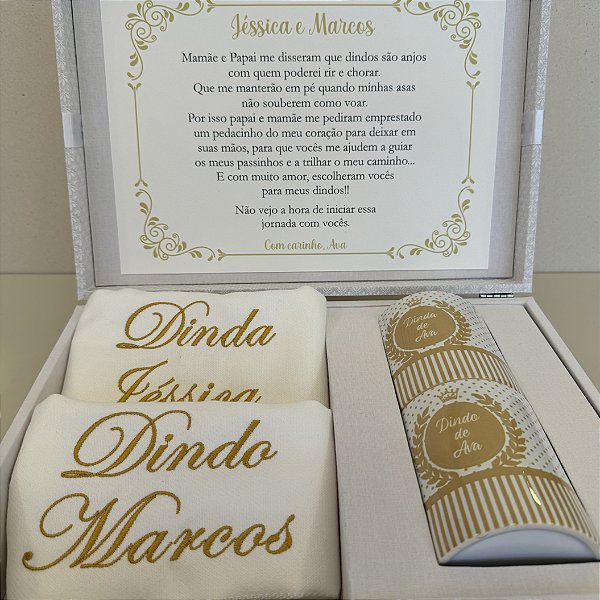 Jéssica e Marcos
Mamãe e Papai me disseram que dindos são anjos
com quem poderei rir e chorar.
Que me manterão em pé quando minhas asas
não souberem como voar.
Por isso papai e mamãe me pediram emprestado
um pedacinho do meu coração para deixar em
suas mãos, para que vocês me ajudem a guiar
os meus passinhos e a trilhar o meu caminho...
E com muito amor, escolheram vocês
para meus dindos!!
Não vejo a hora de iniciar essa
jornada com vocês.
Com carinho, Ava
Dinda
Jéssica
Dindo
Marcos
Dinda
de
Ava
Dindo
de
Ava